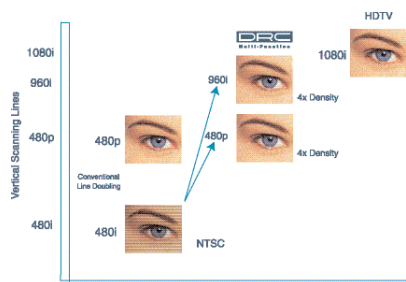 HDTV
DRC
Multi-Function
1080i
1080i
960i
960i
4x Density
480p
480p
480p
4x Density
Conventional
Line Doubling
480i
480i
NTSC
Vertical Scanning Lines